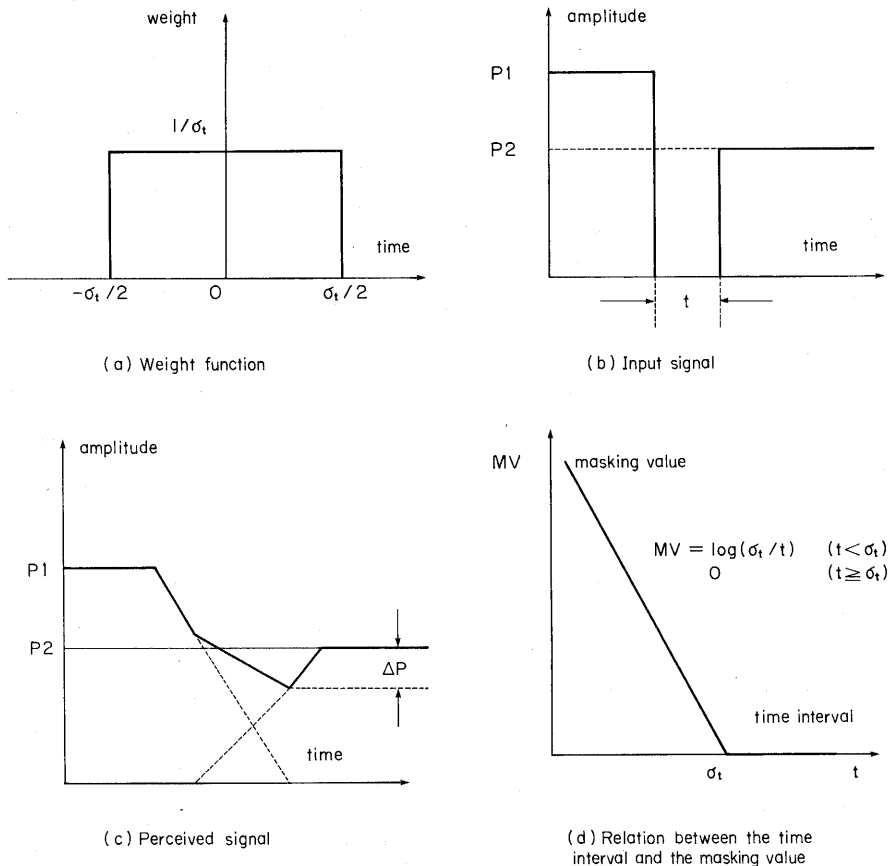 weight
1/σt
time
-σt/2
0
σt/2
(a) Weight function
amplitude
P1
P2
time
t
(b) Input signal
amplitude
P1
P2
ΔP
time
(c) Perceived signal
MV
masking value
MV = log(σt/t) (t<σt)
0 (t≧σt)
time interval
σt
t
(d) Relation between the time
interval and the masking value